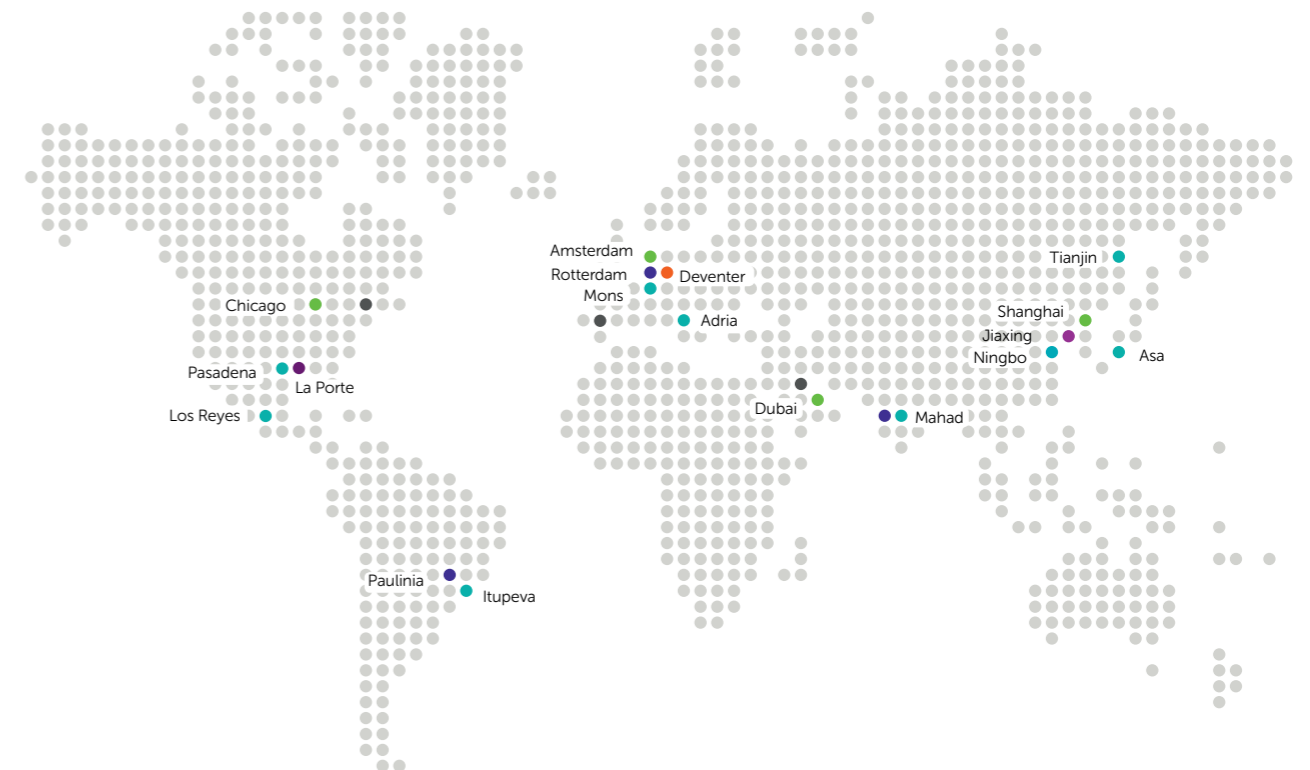 Amsterdam
Rotterdam
Deventer
Mons
Tianjin
Chicago
Adria
Shanghai
Jiaxing
Ningbo
Asa
Pasadena
La Porte
Los Reyes
Dubai
Mahad
Paulinia
Itupeva